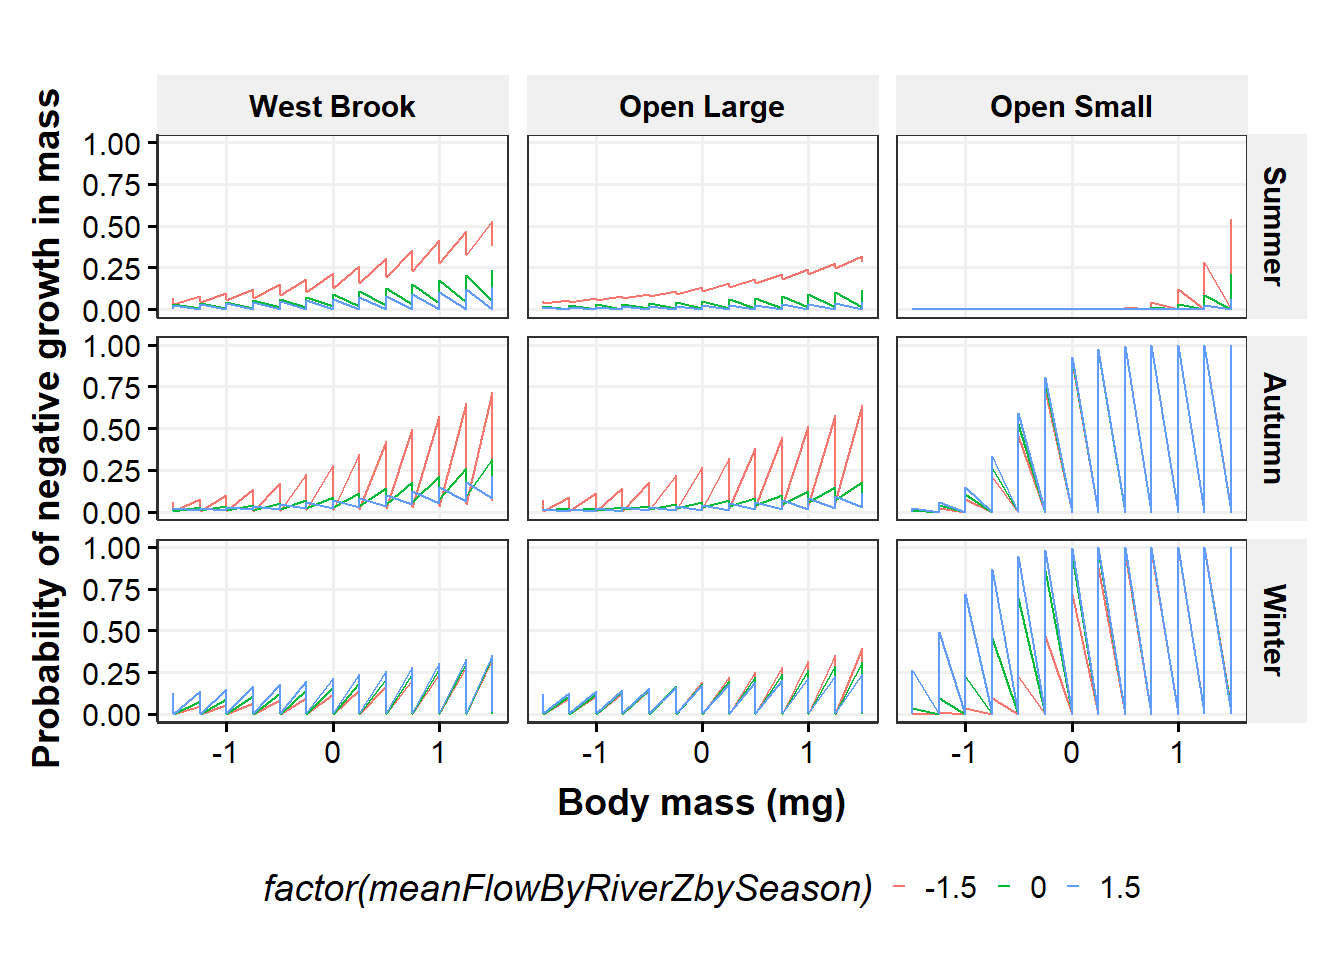 West Brook Open Large Open Small
Probability of negative growth in mass
1.00
0.75
0.50
0.25
0.00
Summer
1.00
0.75
0.50
0.25
0.00
Autumn
1.00
0.75
0.50
0.25
0.00
Winter
-1 0 1 -1 0 1 -1 0 1
Body mass (mg)
factor(meanFlowByRiverZbySeason) -1.5 0 1.5